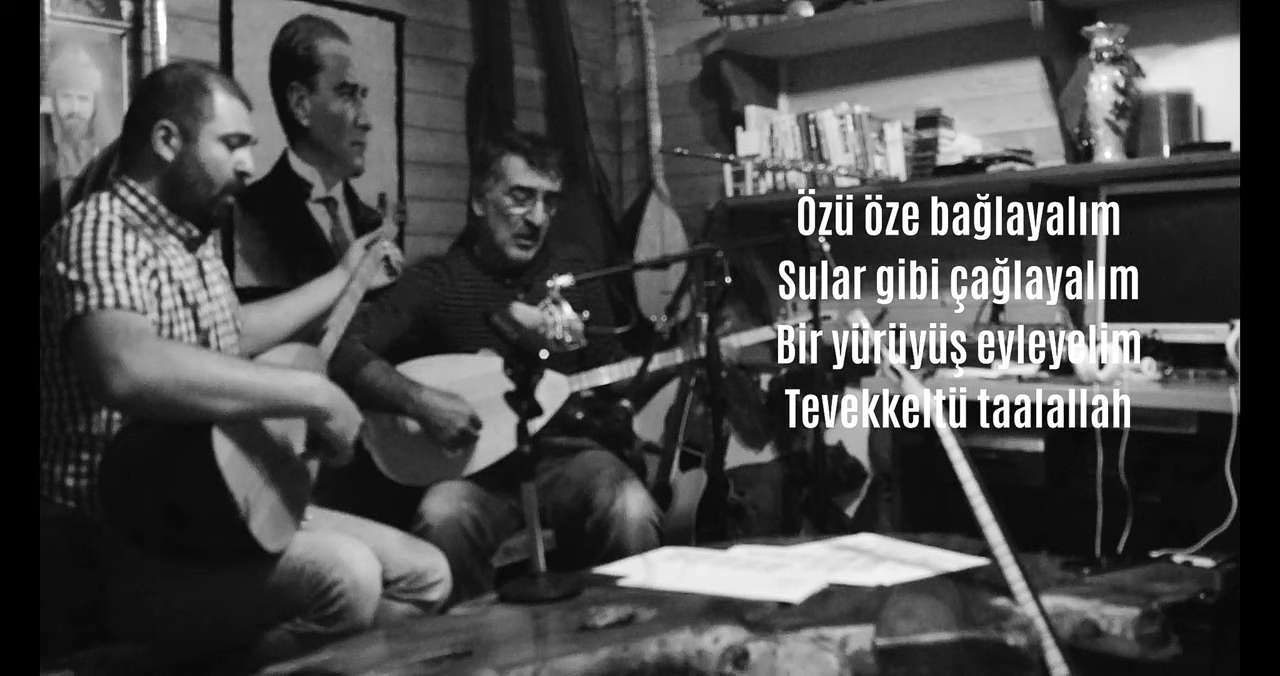 Özü öze bağlayalım
Sular gibi çağlayalım
Bir yürüyüş eyleyelim
Tevekkeltü taalallah